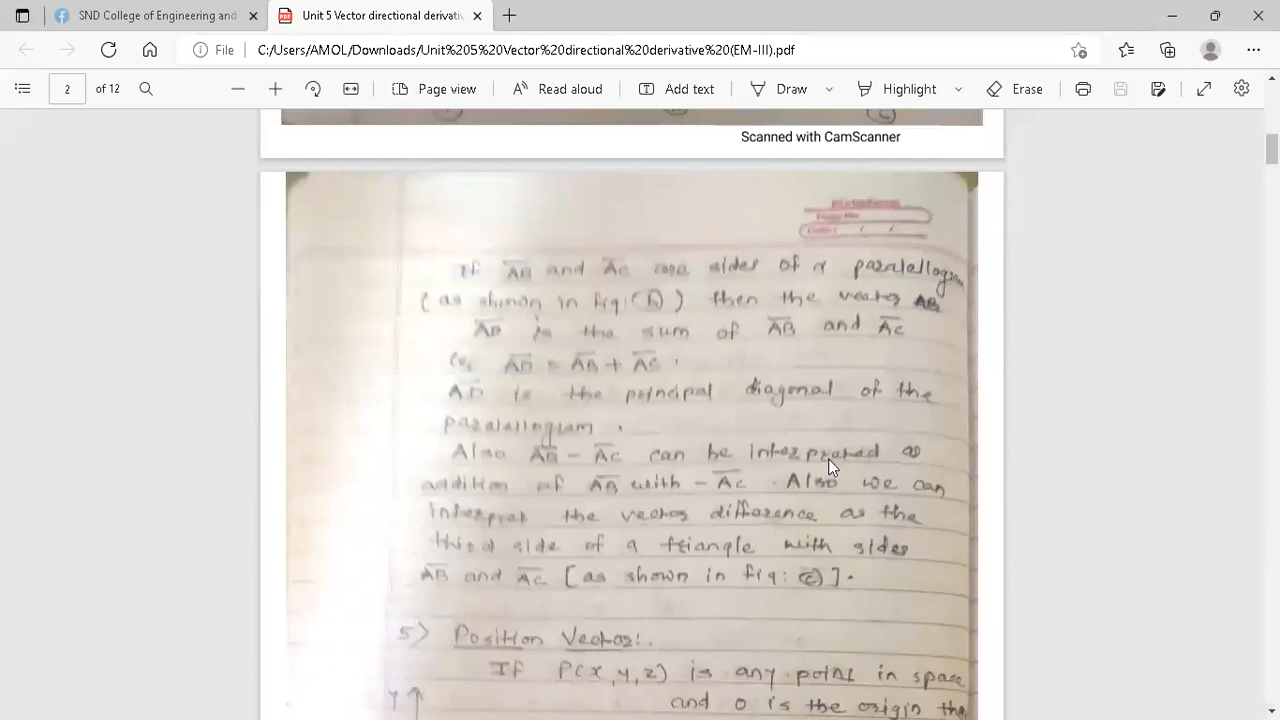 SND College of Engineering and
Unit 5 Vector directional derivativ
File
C:/Users/AMOL/Downloads/Unit%205%20Vector%20directional%20derivative%20(EM-III).pdf
2 of 12
Page view
Read aloud
Add text
Draw
Highlight
Erase
Scanned with CamScanner
If AB and AC are sides of a parallelogram
(as shown in fig: (b)) then the vector AB
AD is the sum of AB and AC
ie, AD = AB + AC.
AD is the principal diagonal of the
parallelogram.
Also AB - AC can be interpreted as
addition of AB with - AC. Also we can
interpret the vector difference as the
third side of a triangle with sides
AB and AC [as shown in fig: (c)].
5) Position Vector:.
If P(x, y, z) is any point in space
y
and O is the origin the